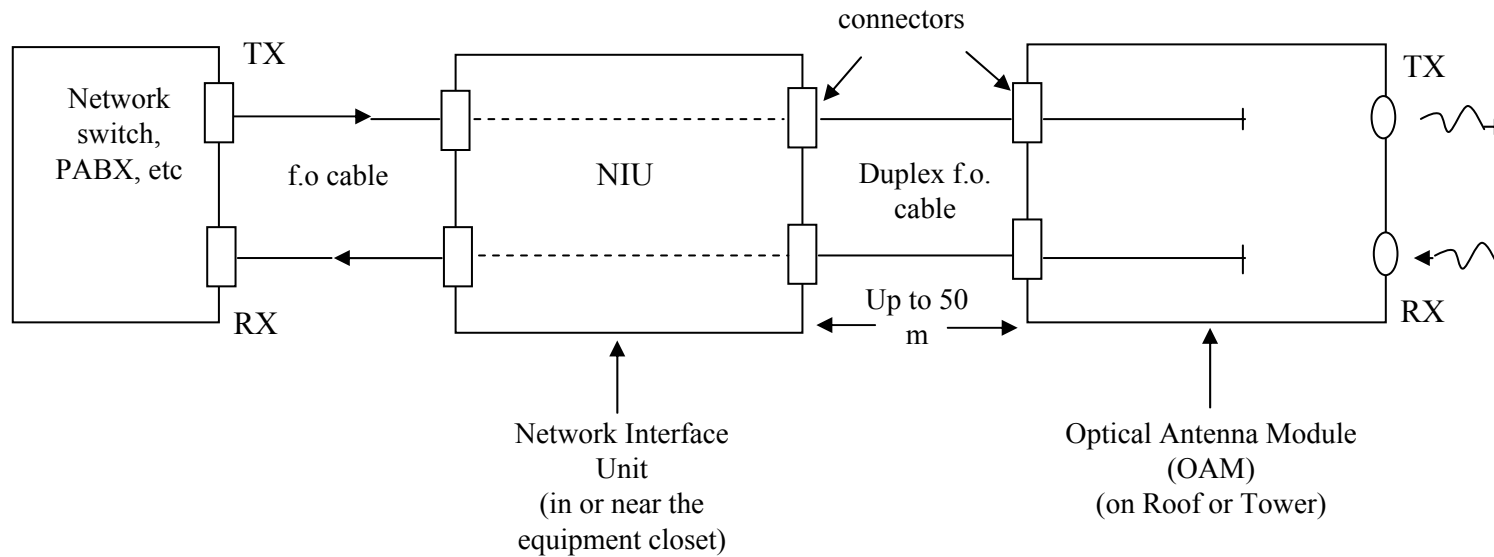 connectors
TX
TX
Network
switch,
PABX, etc
f.o cable
NIU
Duplex f.o.
cable
Up to 50
m
RX
RX
Network Interface
Unit
(in or near the
equipment closet)
Optical Antenna Module
(OAM)
(on Roof or Tower)